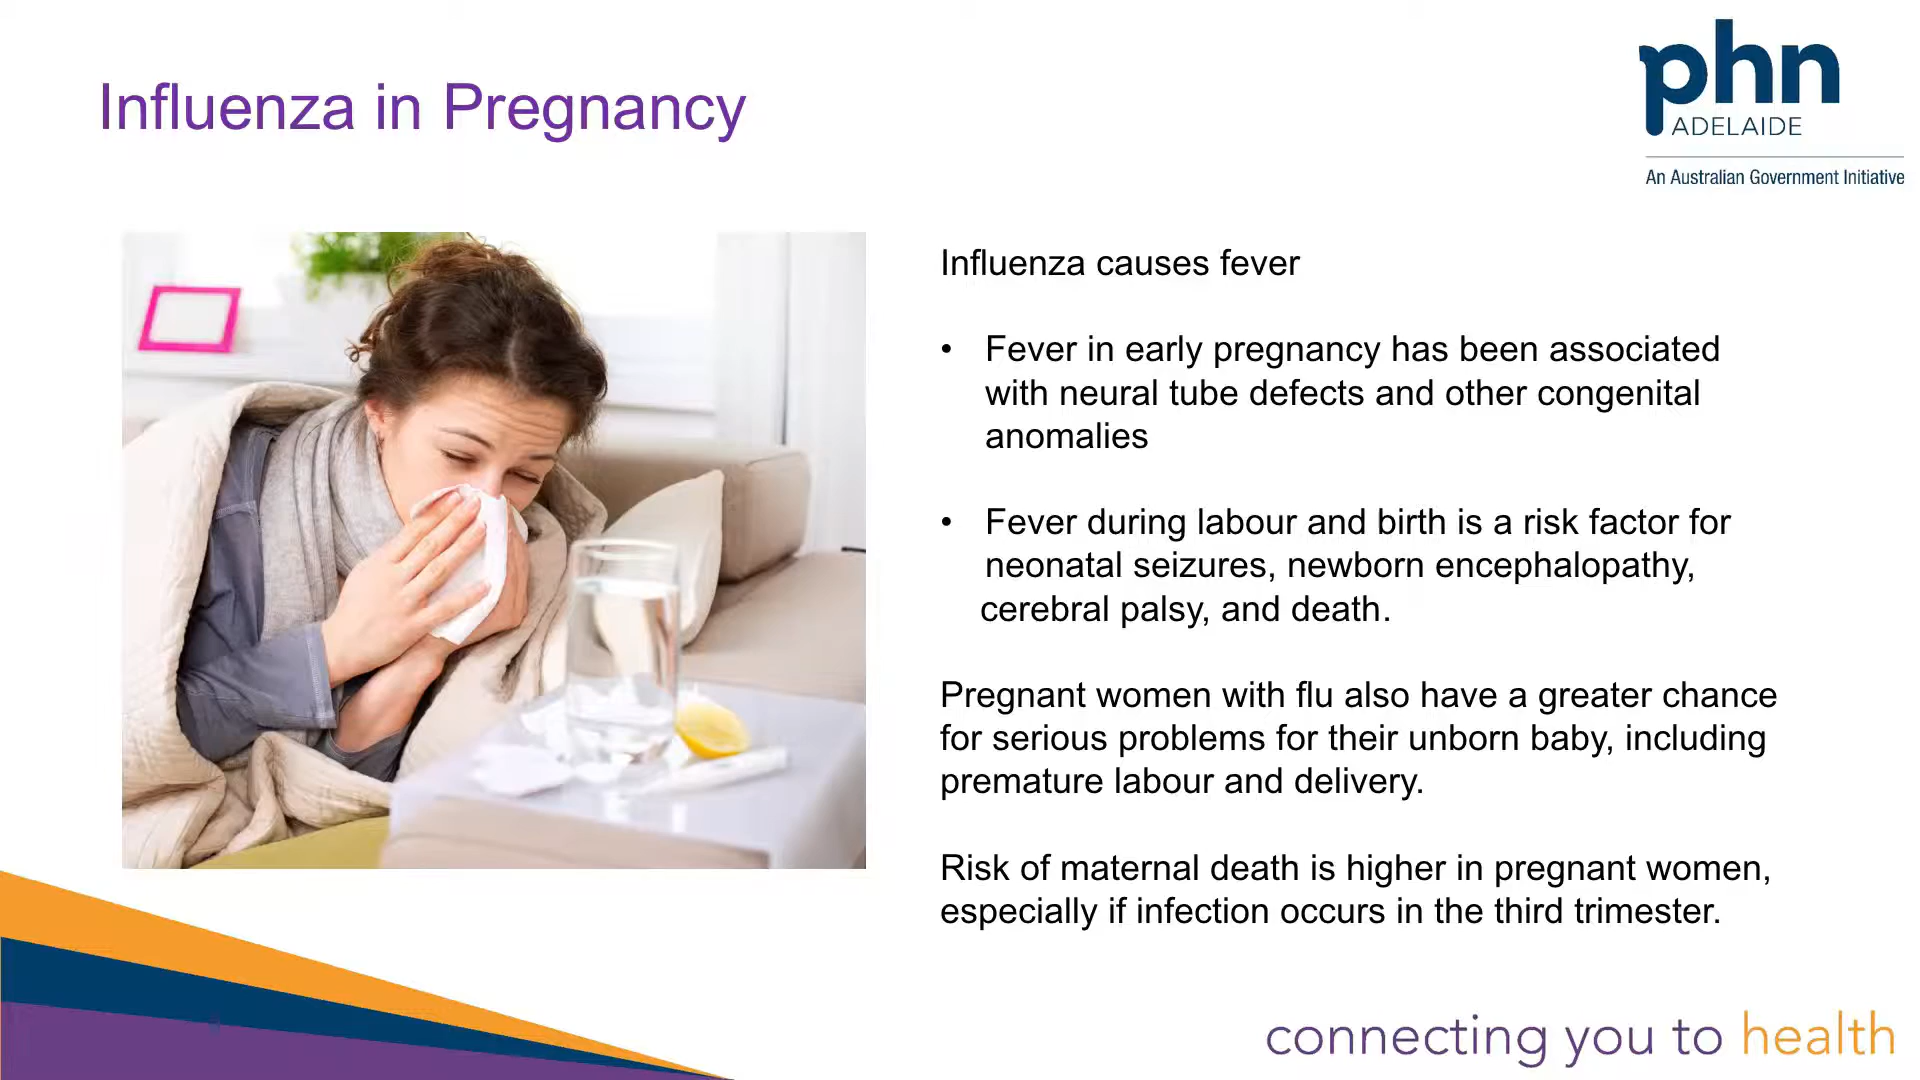 Influenza in Pregnancy
phn
ADELAIDE
An Australian Government Initiative
Influenza causes fever
• Fever in early pregnancy has been associated
with neural tube defects and other congenital
anomalies
• Fever during labour and birth is a risk factor for
neonatal seizures, newborn encephalopathy,
cerebral palsy, and death.
Pregnant women with flu also have a greater chance
for serious problems for their unborn baby, including
premature labour and delivery.
Risk of maternal death is higher in pregnant women,
especially if infection occurs in the third trimester.
connecting you to health